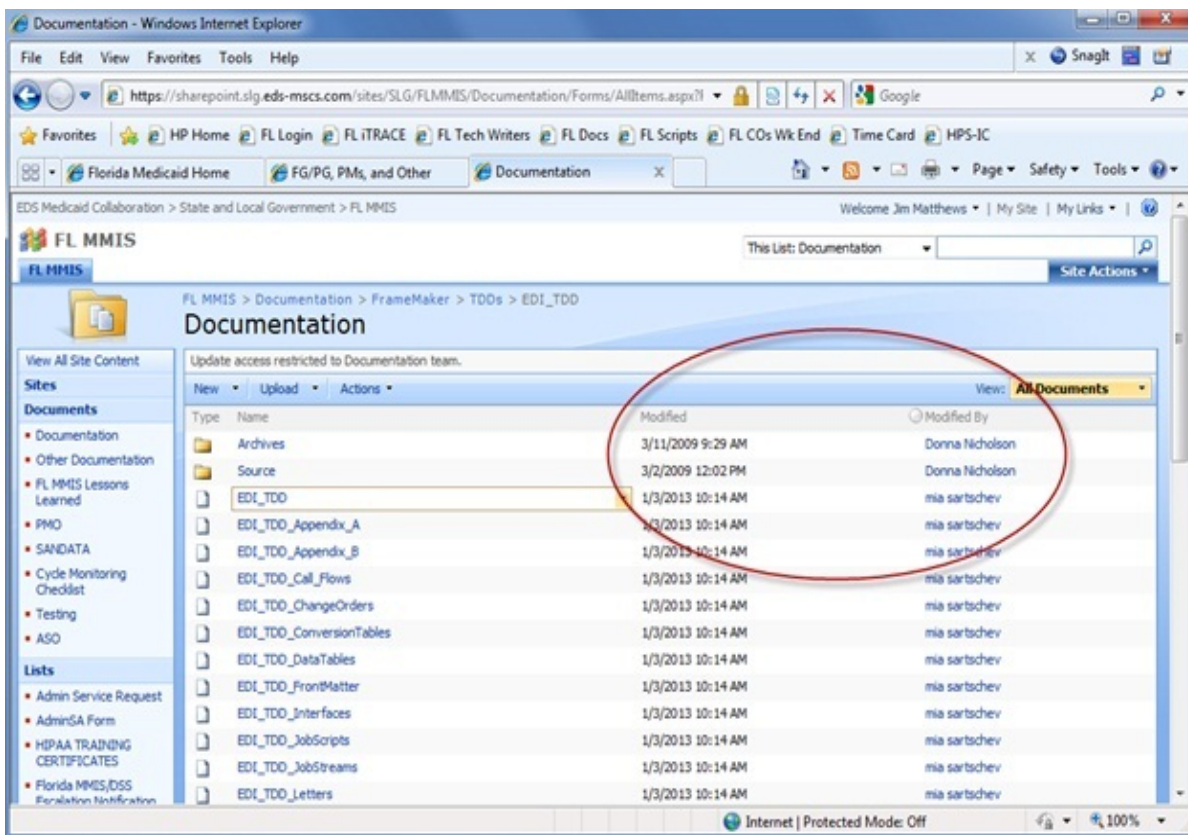 Documentation - Windows Internet Explorer
File Edit View Favorites Tools Help
x SnagIt
https://sharepoint.slg.eds-mscs.com/sites/SLG/FLMMIS/Documentation/Forms/AllItems.aspx?
Google
Favorites HP Home FL Login FL iTRACE FL Tech Writers FL Docs FL Scripts FL COs Wk End Time Card HPS-IC
Florida Medicaid Home FG/PG, PMs, and Other Documentation x Page Safety Tools
EDS Medicaid Collaboration > State and Local Government > FL MMIS Welcome Jim Matthews | My Site | My Links |
FL MMIS
This List: Documentation
FL MMIS Site Actions
FL MMIS > Documentation > FrameMaker > TDDs > EDI_TDD
Documentation
View All Site Content
Sites
Documents
Documentation
Other Documentation
FL MMIS Lessons Learned
PMO
SANDATA
Cycle Monitoring Checklist
Testing
ASO
Lists
Admin Service Request
AdminSA Form
HIPAA TRAINING CERTIFICATES
Florida MMIS/DSS Escalation Notification
Update access restricted to Documentation team.
New Upload Actions View: All Documents
Type Name Modified Modified By
Archives 3/11/2009 9:29 AM Donna Nicholson
Source 3/2/2009 12:02 PM Donna Nicholson
EDI_TDD 1/3/2013 10:14 AM mia sartschev
EDI_TDD_Appendix_A 1/3/2013 10:14 AM mia sartschev
EDI_TDD_Appendix_B 1/3/2013 10:14 AM mia sartschev
EDI_TDD_Call_Flows 1/3/2013 10:14 AM mia sartschev
EDI_TDD_ChangeOrders 1/3/2013 10:14 AM mia sartschev
EDI_TDD_ConversionTables 1/3/2013 10:14 AM mia sartschev
EDI_TDD_DataTables 1/3/2013 10:14 AM mia sartschev
EDI_TDD_FrontMatter 1/3/2013 10:14 AM mia sartschev
EDI_TDD_Interfaces 1/3/2013 10:14 AM mia sartschev
EDI_TDD_JobScripts 1/3/2013 10:14 AM mia sartschev
EDI_TDD_JobStreams 1/3/2013 10:14 AM mia sartschev
EDI_TDD_Letters 1/3/2013 10:14 AM mia sartschev
Internet | Protected Mode: Off 100%